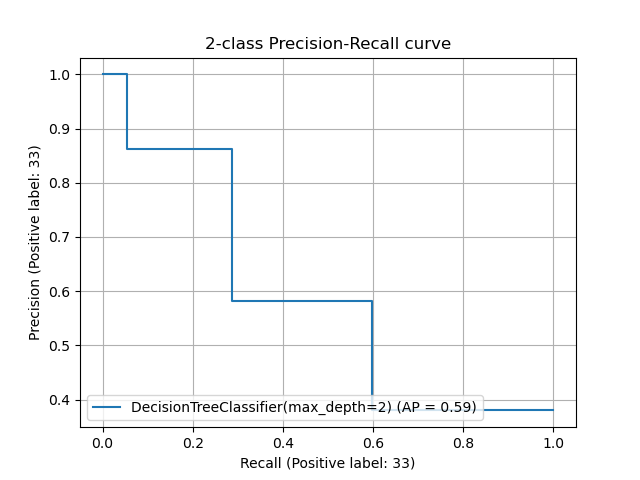 2-class Precision-Recall curve
1.0
0.9
0.8
0.7
0.6
0.5
0.4
Precision (Positive label: 33)
DecisionTreeClassifier(max_depth=2) (AP = 0.59)
0.0 0.2 0.4 0.6 0.8 1.0
Recall (Positive label: 33)